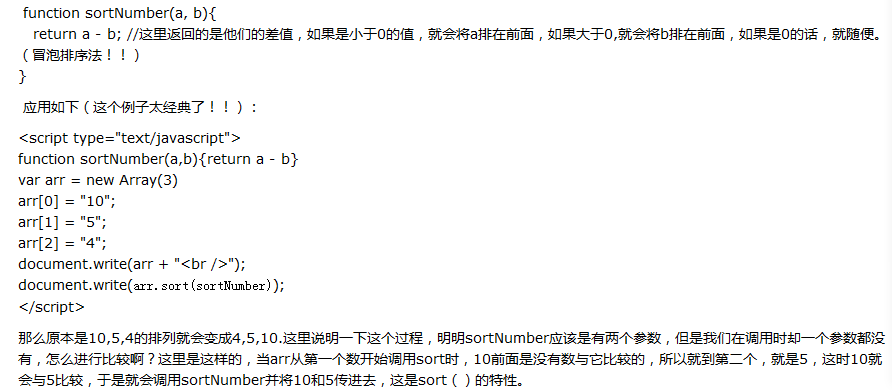 function sortNumber(a, b){
return a - b; //这里返回的是他们的差值，如果是小于0的值，就会将a排在前面，如果大于0,就会将b排在前面，如果是0的话，就随便。
（冒泡排序法！！）
}
应用如下（这个例子太经典了！！）：
<script type="text/javascript">
function sortNumber(a,b){return a - b}
var arr = new Array(3)
arr[0] = "10";
arr[1] = "5";
arr[2] = "4";
document.write(arr + "<br />");
document.write(arr.sort(sortNumber));
</script>
那么原本是10,5,4的排列就会变成4,5,10.这里说明一下这个过程，明明sortNumber应该是有两个参数，但是我们在调用时却一个参数都没
有，怎么进行比较啊？这里是这样的，当arr从第一个数开始调用sort时，10前面是没有数与它比较的，所以就到第二个，就是5，这时10就
会与5比较，于是就会调用sortNumber并将10和5传进去，这是sort（）的特性。